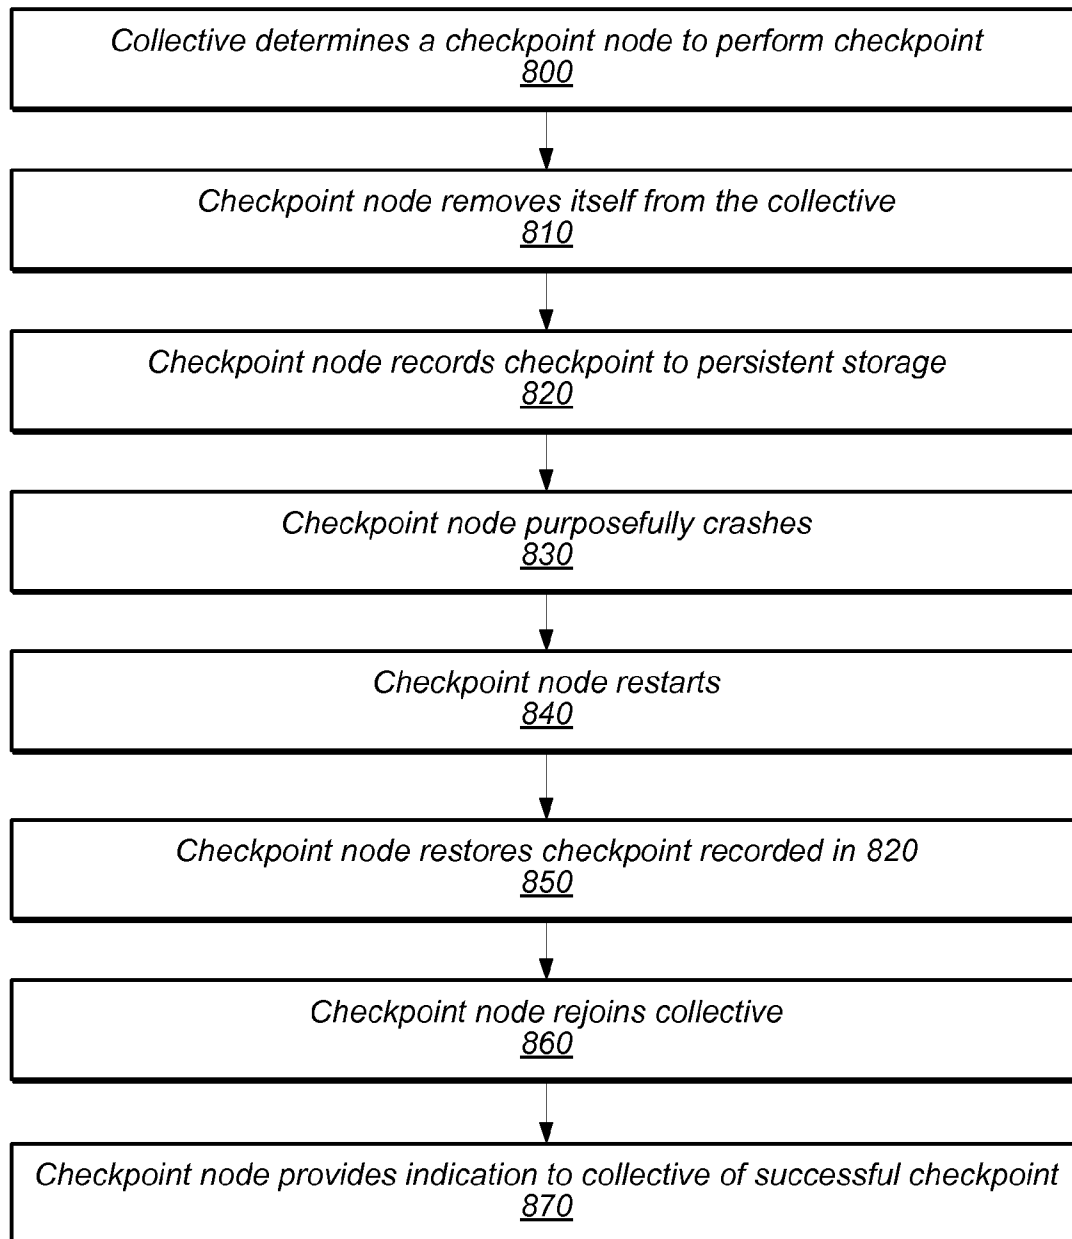 Collective determines a checkpoint node to perform checkpoint
800
Checkpoint node removes itself from the collective
810
Checkpoint node records checkpoint to persistent storage
820
Checkpoint node purposefully crashes
830
Checkpoint node restarts
840
Checkpoint node restores checkpoint recorded in 820
850
Checkpoint node rejoins collective
860
Checkpoint node provides indication to collective of successful checkpoint
870